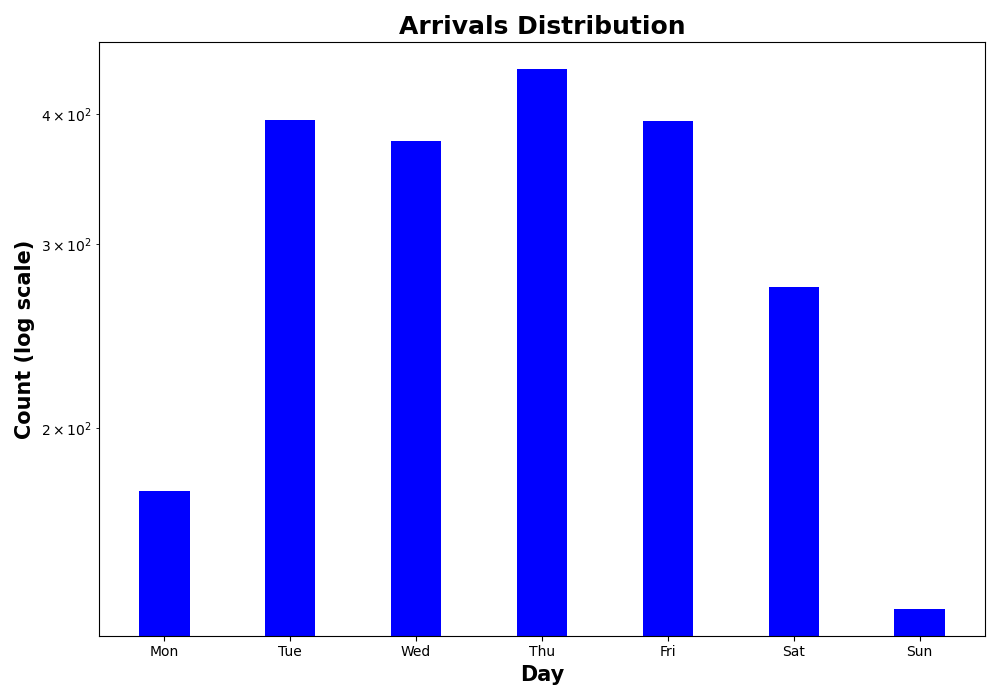 Arrivals Distribution
4 × 10²
3 × 10²
2 × 10²
Count (log scale)
Mon Tue Wed Thu Fri Sat Sun
Day